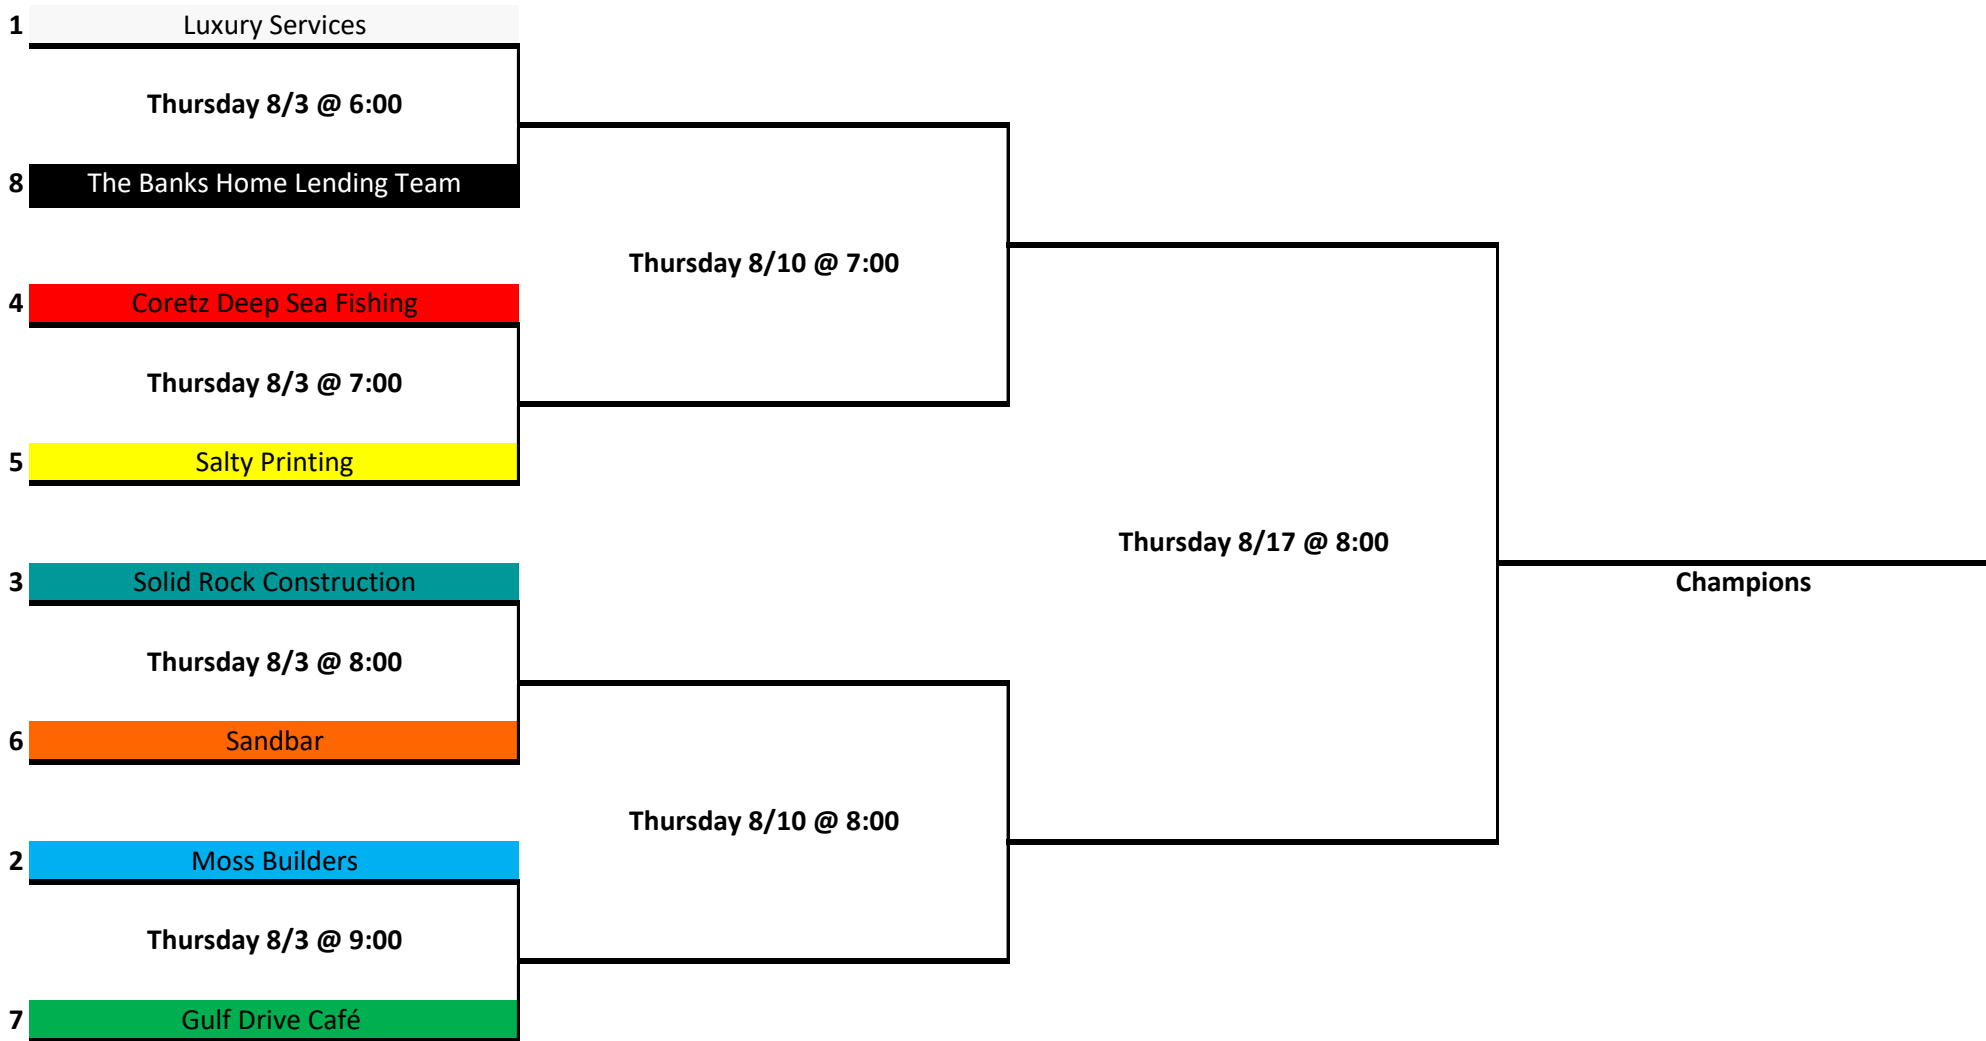 1 Luxury Services
Thursday 8/3 @ 6:00
8 The Banks Home Lending Team
Thursday 8/10 @ 7:00
4 Coretz Deep Sea Fishing
Thursday 8/3 @ 7:00
5 Salty Printing
Thursday 8/17 @ 8:00
3 Solid Rock Construction
Champions
Thursday 8/3 @ 8:00
6 Sandbar
Thursday 8/10 @ 8:00
2 Moss Builders
Thursday 8/3 @ 9:00
7 Gulf Drive Café